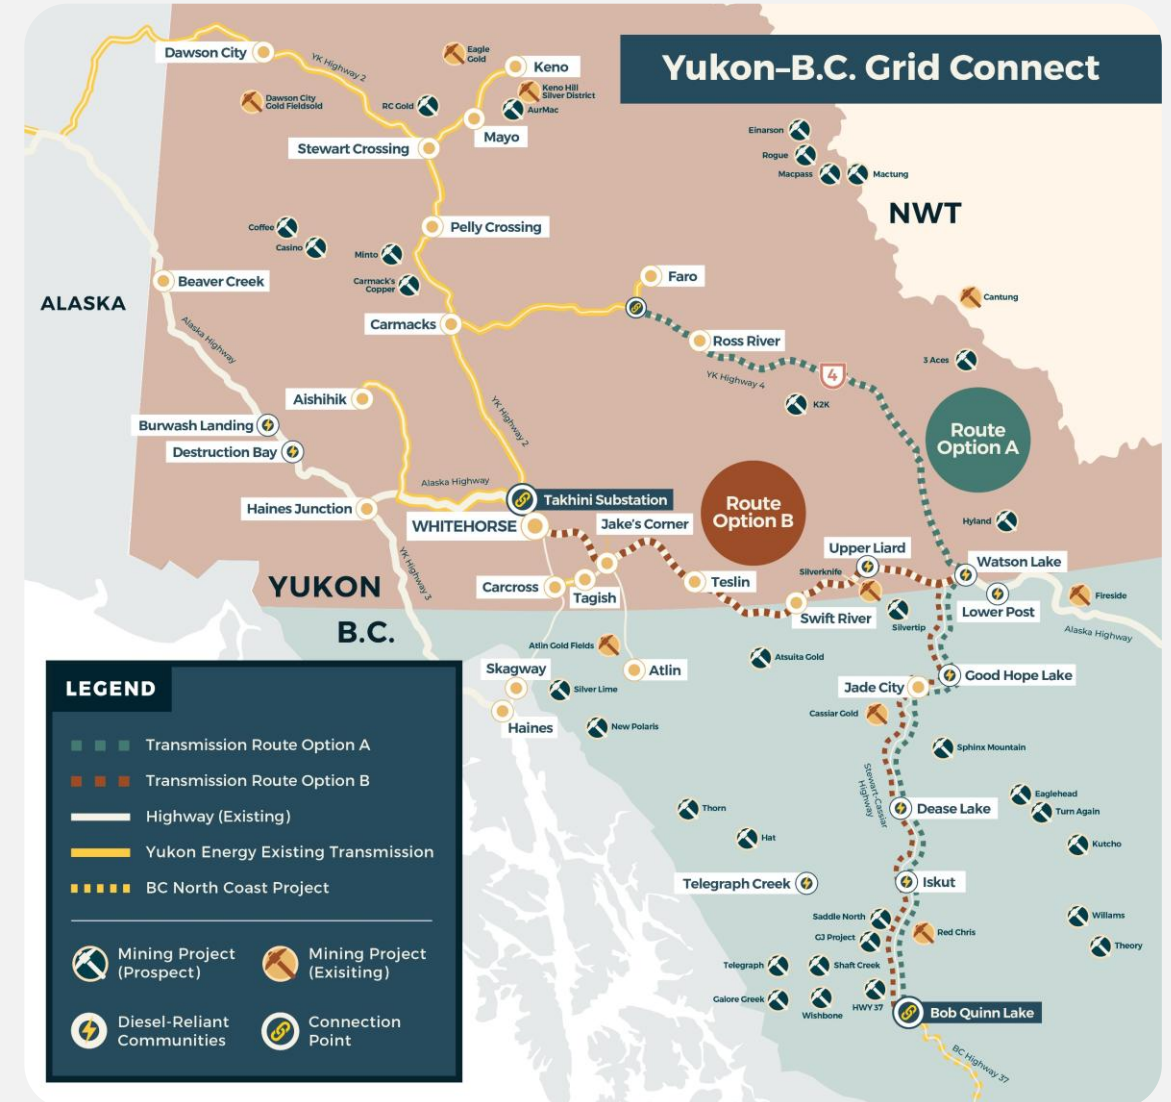 Yukon–B.C. Grid Connect
Dawson City
YK Highway 2
Eagle
Gold
Keno
Dawson City
Gold Fieldsold
RC Gold
Keno Hill
Silver District
AurMac
Mayo
Stewart Crossing
Einarson
Rogue
Macpass
Mactung
NWT
Coffee
Casino
Pelly Crossing
Minto
Carmack's
Copper
Beaver Creek
ALASKA
Faro
Cantung
Carmacks
Ross River
Alaska Highway
YK Highway 4
4
3 Aces
Aishihik
K2K
YK Highway 2
Route
Option A
Burwash Landing
Destruction Bay
Alaska Highway
Takhini Substation
Route
Option B
Haines Junction
WHITEHORSE
Jake's Corner
Hyland
Upper Liard
Watson Lake
YK Highway 3
Silverknife
Carcross
Tagish
Teslin
YUKON
Swift River
Lower Post
Fireside
Silvertip
B.C.
Alaska Highway
Atlin Gold Fields
Atsuita Gold
Skagway
Atlin
Good Hope Lake
Silver Lime
Jade City
Haines
New Polaris
Cassiar Gold
Sphinx Mountain
Stewart-Cassiar
Highway
Eaglehead
Thorn
Dease Lake
Turn Again
Hat
Kutcho
Telegraph Creek
Iskut
Saddle North
Willams
GJ Project
Red Chris
Theory
Telegraph
Shaft Creek
Galore Greek
Wishbone
HWY 37
Bob Quinn Lake
BC Highway 37
LEGEND
Transmission Route Option A
Transmission Route Option B
Highway (Existing)
Yukon Energy Existing Transmission
BC North Coast Project
Mining Project
(Prospect)
Mining Project
(Exisiting)
Diesel-Reliant
Communities
Connection
Point